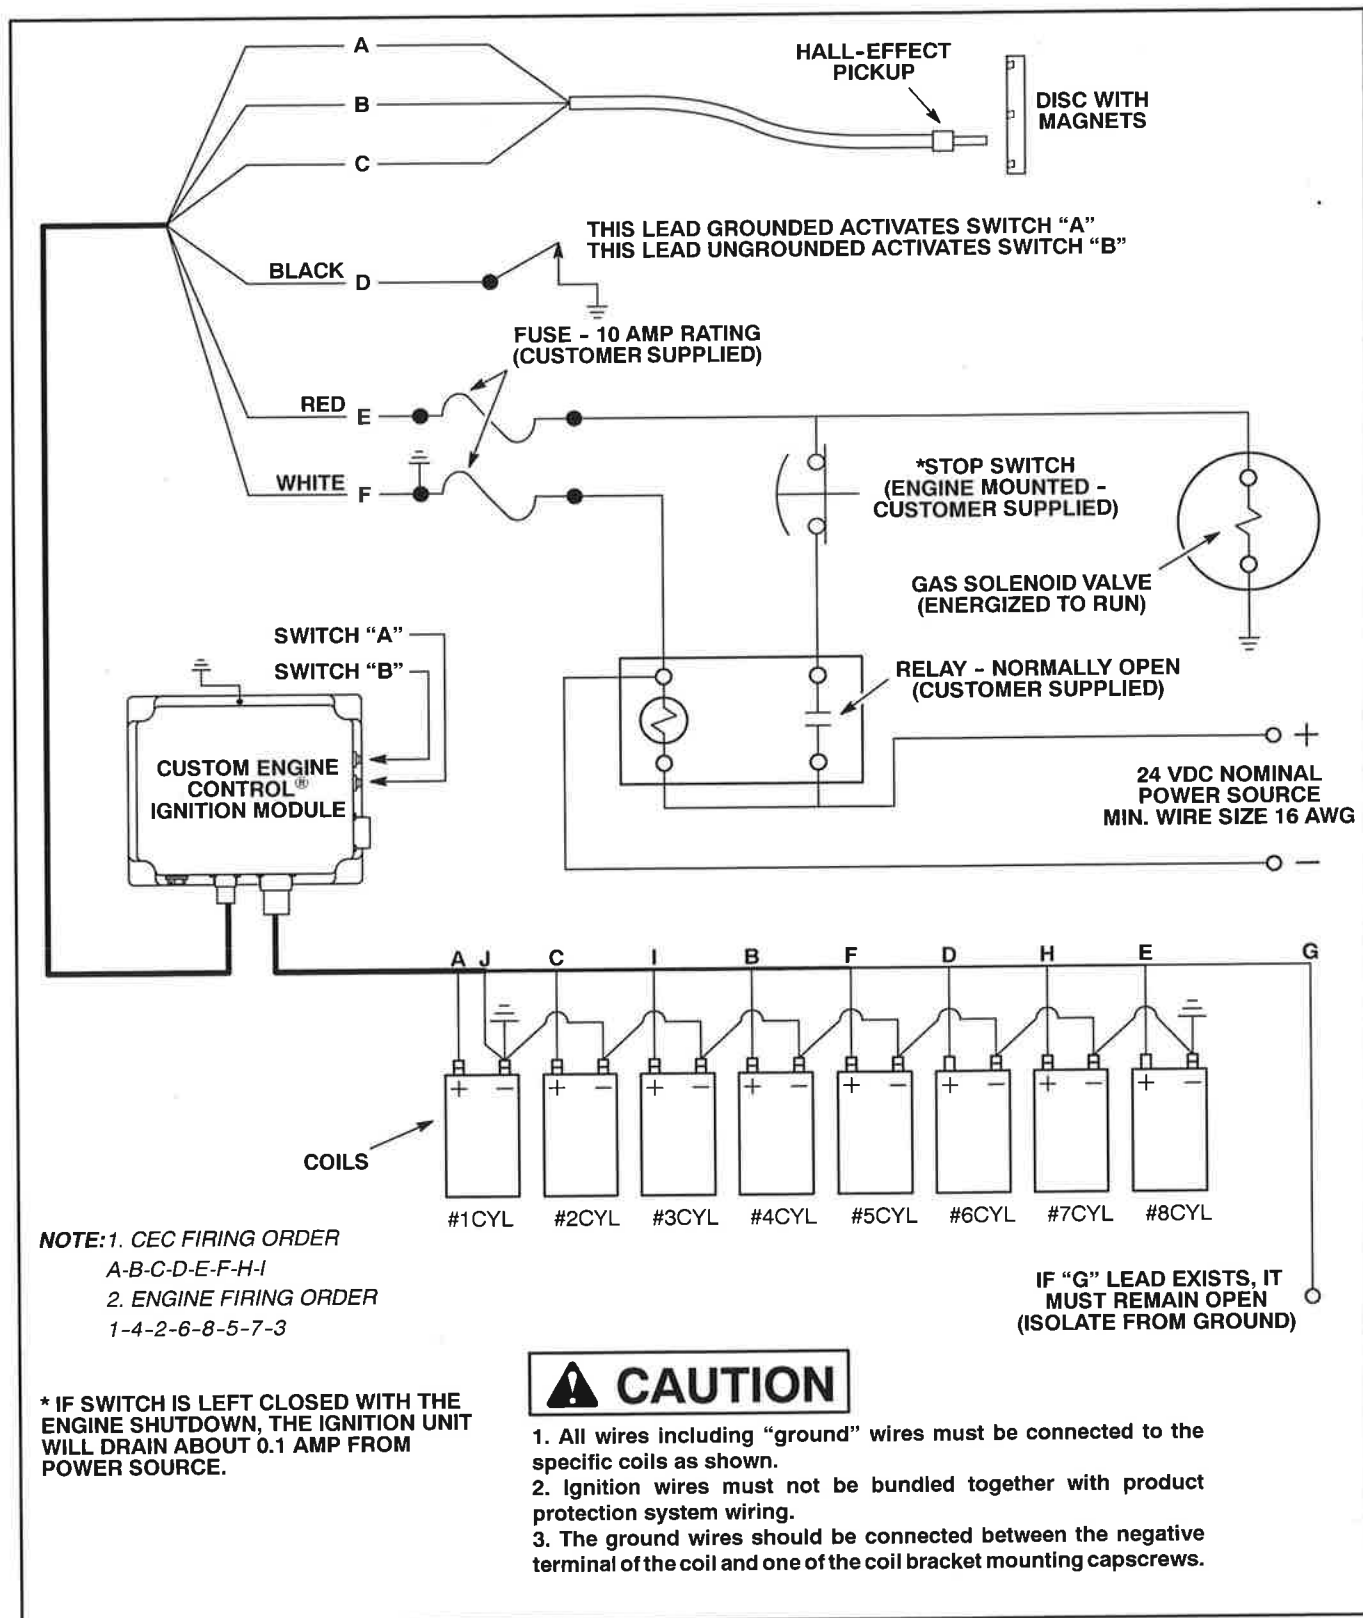 A
B
C
HALL-EFFECT
PICKUP
DISC WITH
MAGNETS
THIS LEAD GROUNDED ACTIVATES SWITCH “A”
THIS LEAD UNGROUNDED ACTIVATES SWITCH “B”
BLACK D
FUSE - 10 AMP RATING
(CUSTOMER SUPPLIED)
RED E
WHITE F
*STOP SWITCH
(ENGINE MOUNTED -
CUSTOMER SUPPLIED)
GAS SOLENOID VALVE
(ENERGIZED TO RUN)
SWITCH “A”
SWITCH “B”
RELAY - NORMALLY OPEN
(CUSTOMER SUPPLIED)
CUSTOM ENGINE
CONTROL®
IGNITION MODULE
+
24 VDC NOMINAL
POWER SOURCE
MIN. WIRE SIZE 16 AWG
−
A J C I B F D H E G
+ − + − + − + − + − + − + − + −
COILS
#1CYL #2CYL #3CYL #4CYL #5CYL #6CYL #7CYL #8CYL
NOTE: 1. CEC FIRING ORDER
A-B-C-D-E-F-H-I
2. ENGINE FIRING ORDER
1-4-2-6-8-5-7-3
IF “G” LEAD EXISTS, IT
MUST REMAIN OPEN
(ISOLATE FROM GROUND)
* IF SWITCH IS LEFT CLOSED WITH THE
ENGINE SHUTDOWN, THE IGNITION UNIT
WILL DRAIN ABOUT 0.1 AMP FROM
POWER SOURCE.
CAUTION
1. All wires including “ground” wires must be connected to the
specific coils as shown.
2. Ignition wires must not be bundled together with product
protection system wiring.
3. The ground wires should be connected between the negative
terminal of the coil and one of the coil bracket mounting capscrews.